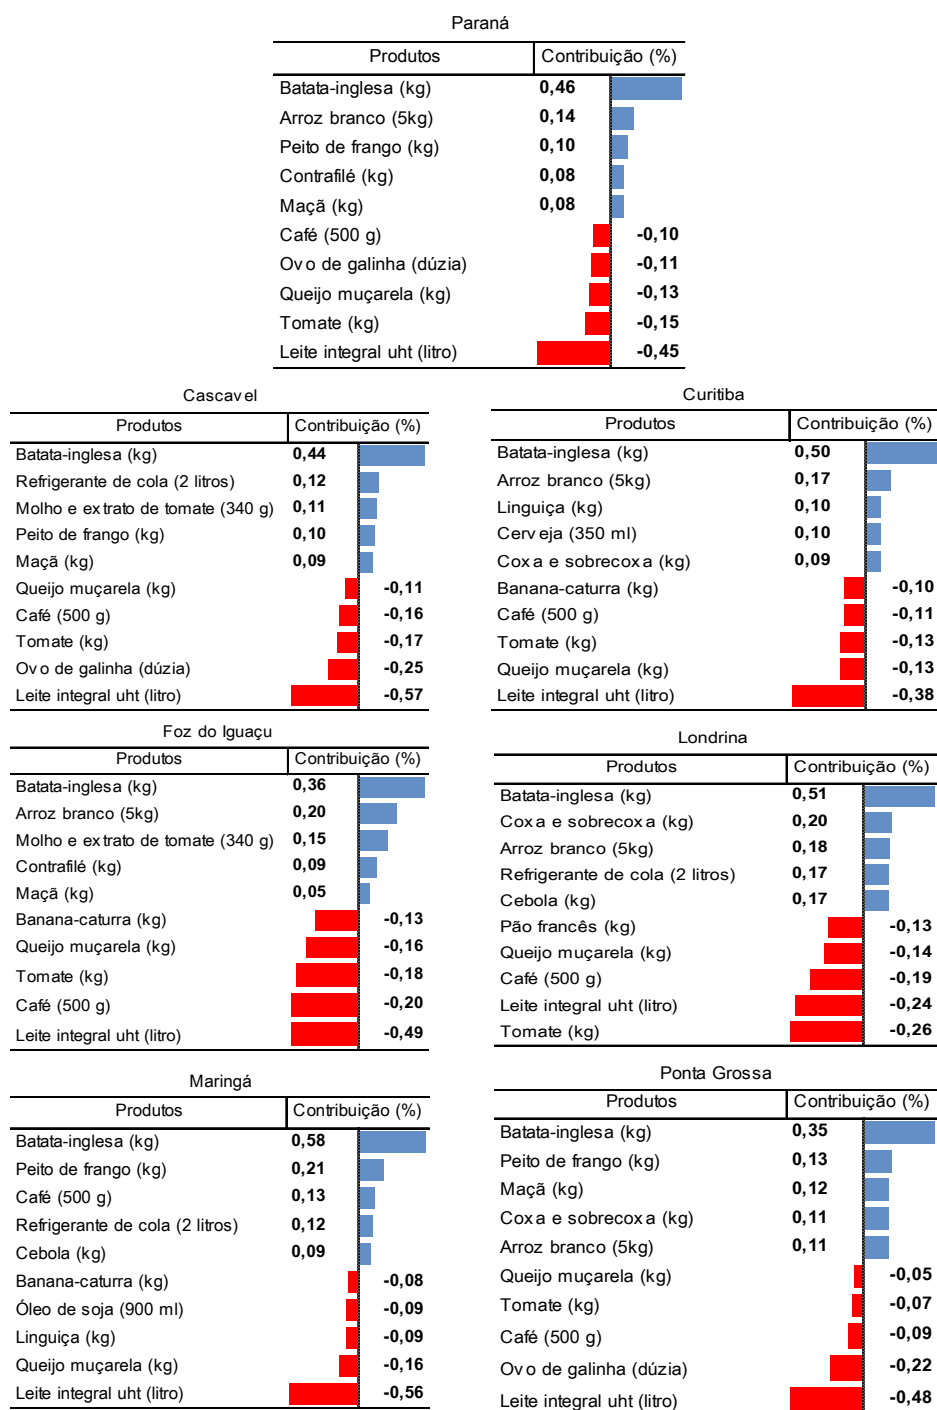 Paraná
Produtos Contribuição (%)
Batata-inglesa (kg) 0,46
Arroz branco (5kg) 0,14
Peito de frango (kg) 0,10
Contrafilé (kg) 0,08
Maçã (kg) 0,08
Café (500 g) -0,10
Ovo de galinha (dúzia) -0,11
Queijo muçarela (kg) -0,13
Tomate (kg) -0,15
Leite integral uht (litro) -0,45
Cascavel
Produtos Contribuição (%)
Batata-inglesa (kg) 0,44
Refrigerante de cola (2 litros) 0,12
Molho e extrato de tomate (340 g) 0,11
Peito de frango (kg) 0,10
Maçã (kg) 0,09
Queijo muçarela (kg) -0,11
Café (500 g) -0,16
Tomate (kg) -0,17
Ovo de galinha (dúzia) -0,25
Leite integral uht (litro) -0,57
Curitiba
Produtos Contribuição (%)
Batata-inglesa (kg) 0,50
Arroz branco (5kg) 0,17
Linguiça (kg) 0,10
Cerveja (350 ml) 0,10
Coxa e sobrecoxa (kg) 0,09
Banana-caturra (kg) -0,10
Café (500 g) -0,11
Tomate (kg) -0,13
Queijo muçarela (kg) -0,13
Leite integral uht (litro) -0,38
Foz do Iguaçu
Produtos Contribuição (%)
Batata-inglesa (kg) 0,36
Arroz branco (5kg) 0,20
Molho e extrato de tomate (340 g) 0,15
Contrafilé (kg) 0,09
Maçã (kg) 0,05
Banana-caturra (kg) -0,13
Queijo muçarela (kg) -0,16
Tomate (kg) -0,18
Café (500 g) -0,20
Leite integral uht (litro) -0,49
Londrina
Produtos Contribuição (%)
Batata-inglesa (kg) 0,51
Coxa e sobrecoxa (kg) 0,20
Arroz branco (5kg) 0,18
Refrigerante de cola (2 litros) 0,17
Cebola (kg) 0,17
Pão francês (kg) -0,13
Queijo muçarela (kg) -0,14
Café (500 g) -0,19
Leite integral uht (litro) -0,24
Tomate (kg) -0,26
Maringá
Produtos Contribuição (%)
Batata-inglesa (kg) 0,58
Peito de frango (kg) 0,21
Café (500 g) 0,13
Refrigerante de cola (2 litros) 0,12
Cebola (kg) 0,09
Banana-caturra (kg) -0,08
Óleo de soja (900 ml) -0,09
Linguiça (kg) -0,09
Queijo muçarela (kg) -0,16
Leite integral uht (litro) -0,56
Ponta Grossa
Produtos Contribuição (%)
Batata-inglesa (kg) 0,35
Peito de frango (kg) 0,13
Maçã (kg) 0,12
Coxa e sobrecoxa (kg) 0,11
Arroz branco (5kg) 0,11
Queijo muçarela (kg) -0,05
Tomate (kg) -0,07
Café (500 g) -0,09
Ovo de galinha (dúzia) -0,22
Leite integral uht (litro) -0,48